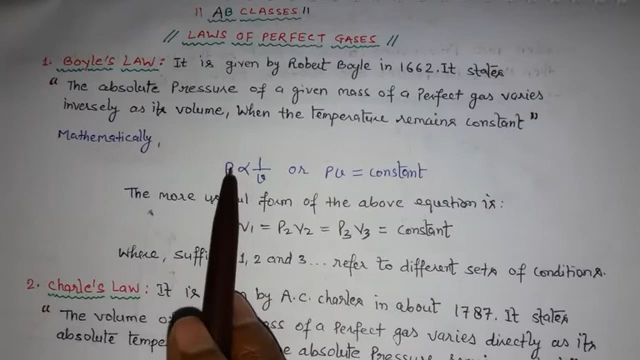 || AB CLASSES ||
// LAWS OF PERFECT GASES //
1. Boyle's Law: It is given by Robert Boyle in 1662. It states
"The absolute Pressure of a given mass of a Perfect gas varies
inversely as its volume, When the temperature remains constant"
Mathematically,
P ∝ 1/v or Pv = constant
The more ul form of the above equation is:
V1 = P2V2 = P3V3 = constant
Where, suffi 1, 2 and 3... refer to different sets of conditions.
2. Charle's Law: It is by A.C. charles in about 1787. It states
"The volume of ss of a Perfect gas varies directly as its
absolute tempe he absolute Pressure